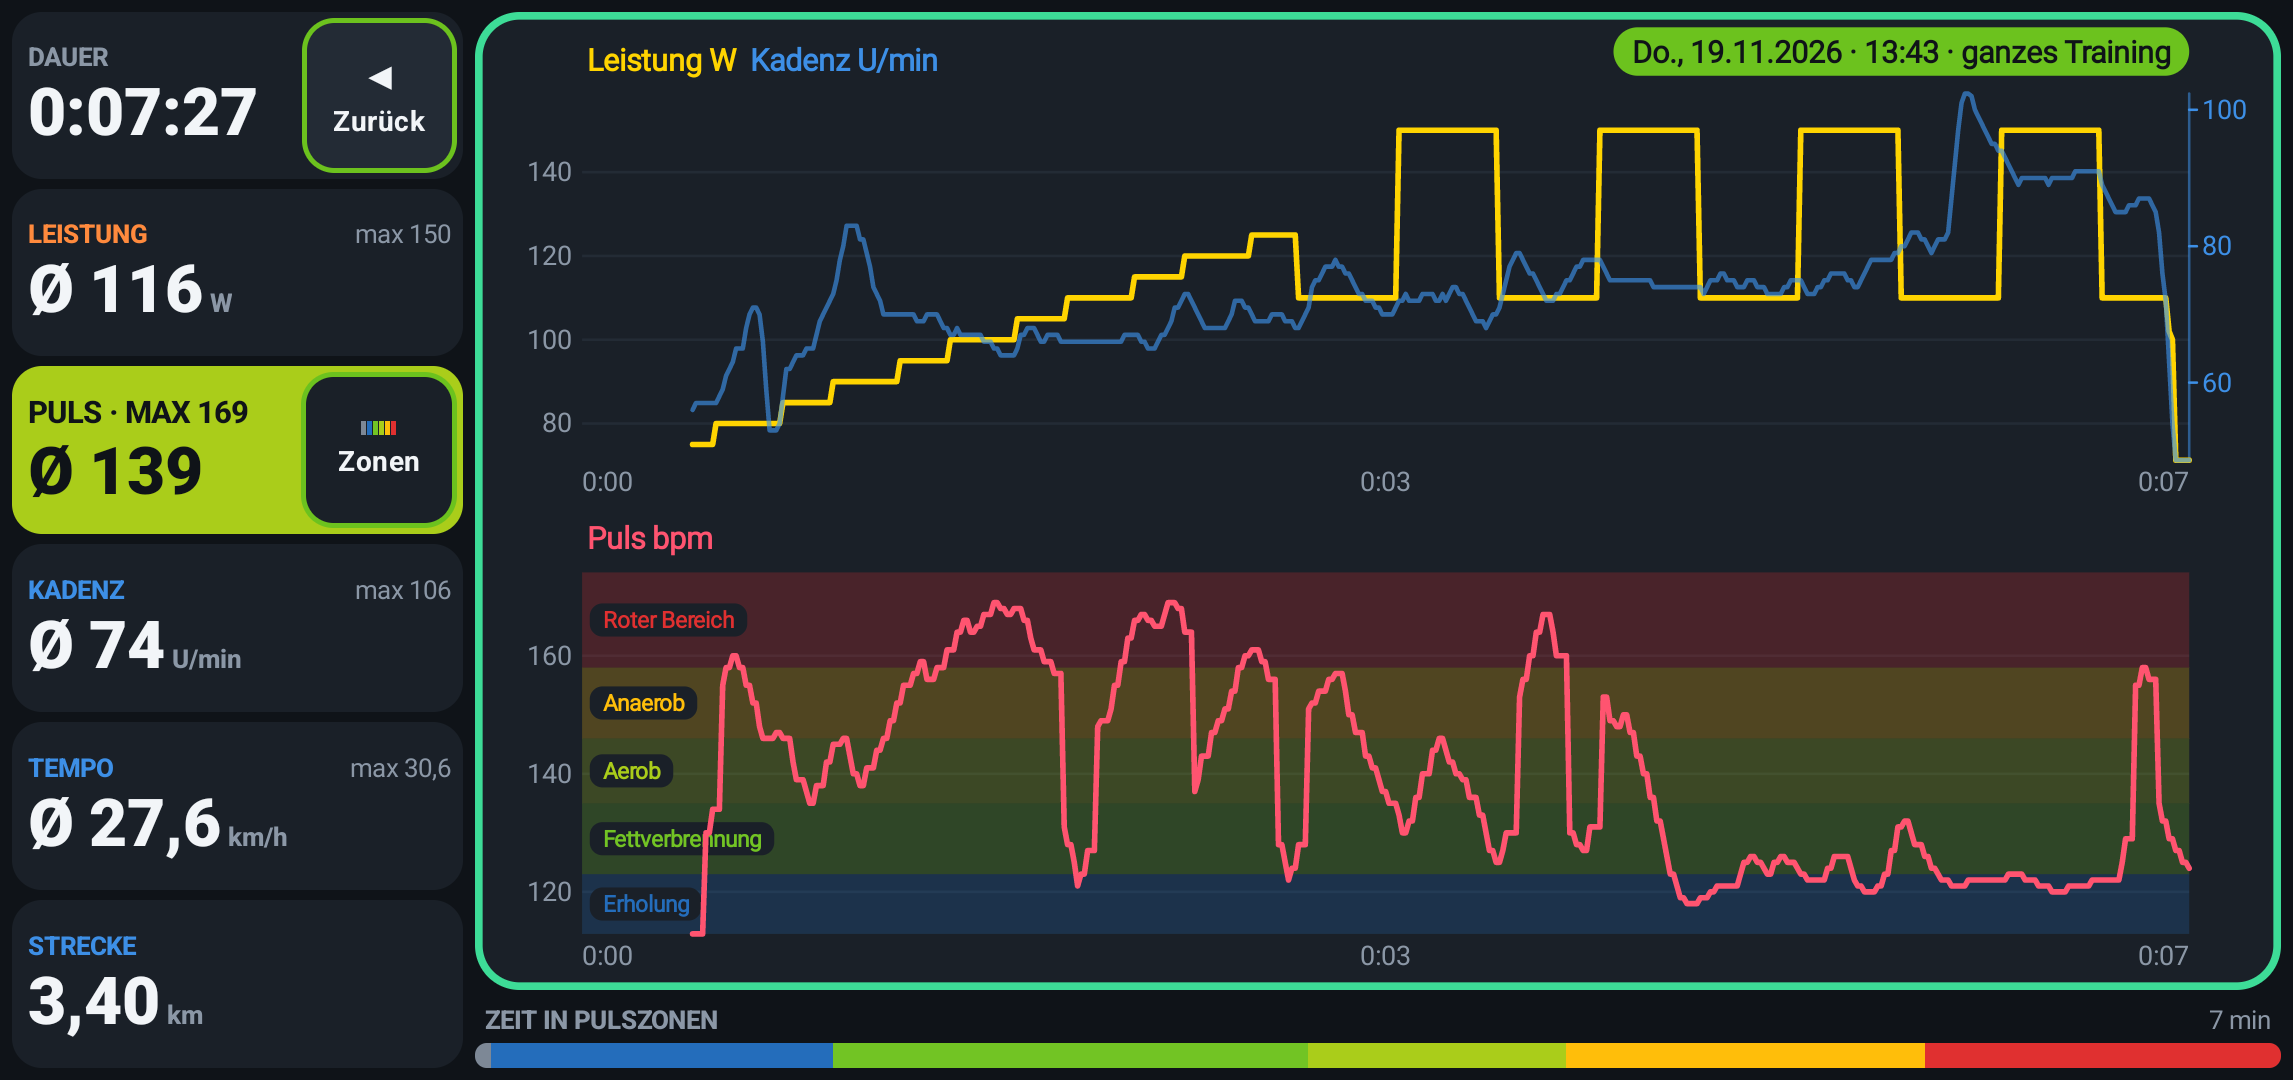 DAUER
0:07:27
◀
Zurück
LEISTUNG max 150
Ø 116 W
PULS · MAX 169
Ø 139
Zonen
KADENZ max 106
Ø 74 U/min
TEMPO max 30,6
Ø 27,6 km/h
STRECKE
3,40 km
Leistung W Kadenz U/min
Do., 19.11.2026 · 13:43 · ganzes Training
140
120
100
80
100
80
60
0:00 0:03 0:07
Puls bpm
160
140
120
Roter Bereich
Anaerob
Aerob
Fettverbrennung
Erholung
0:00 0:03 0:07
ZEIT IN PULSZONEN 7 min